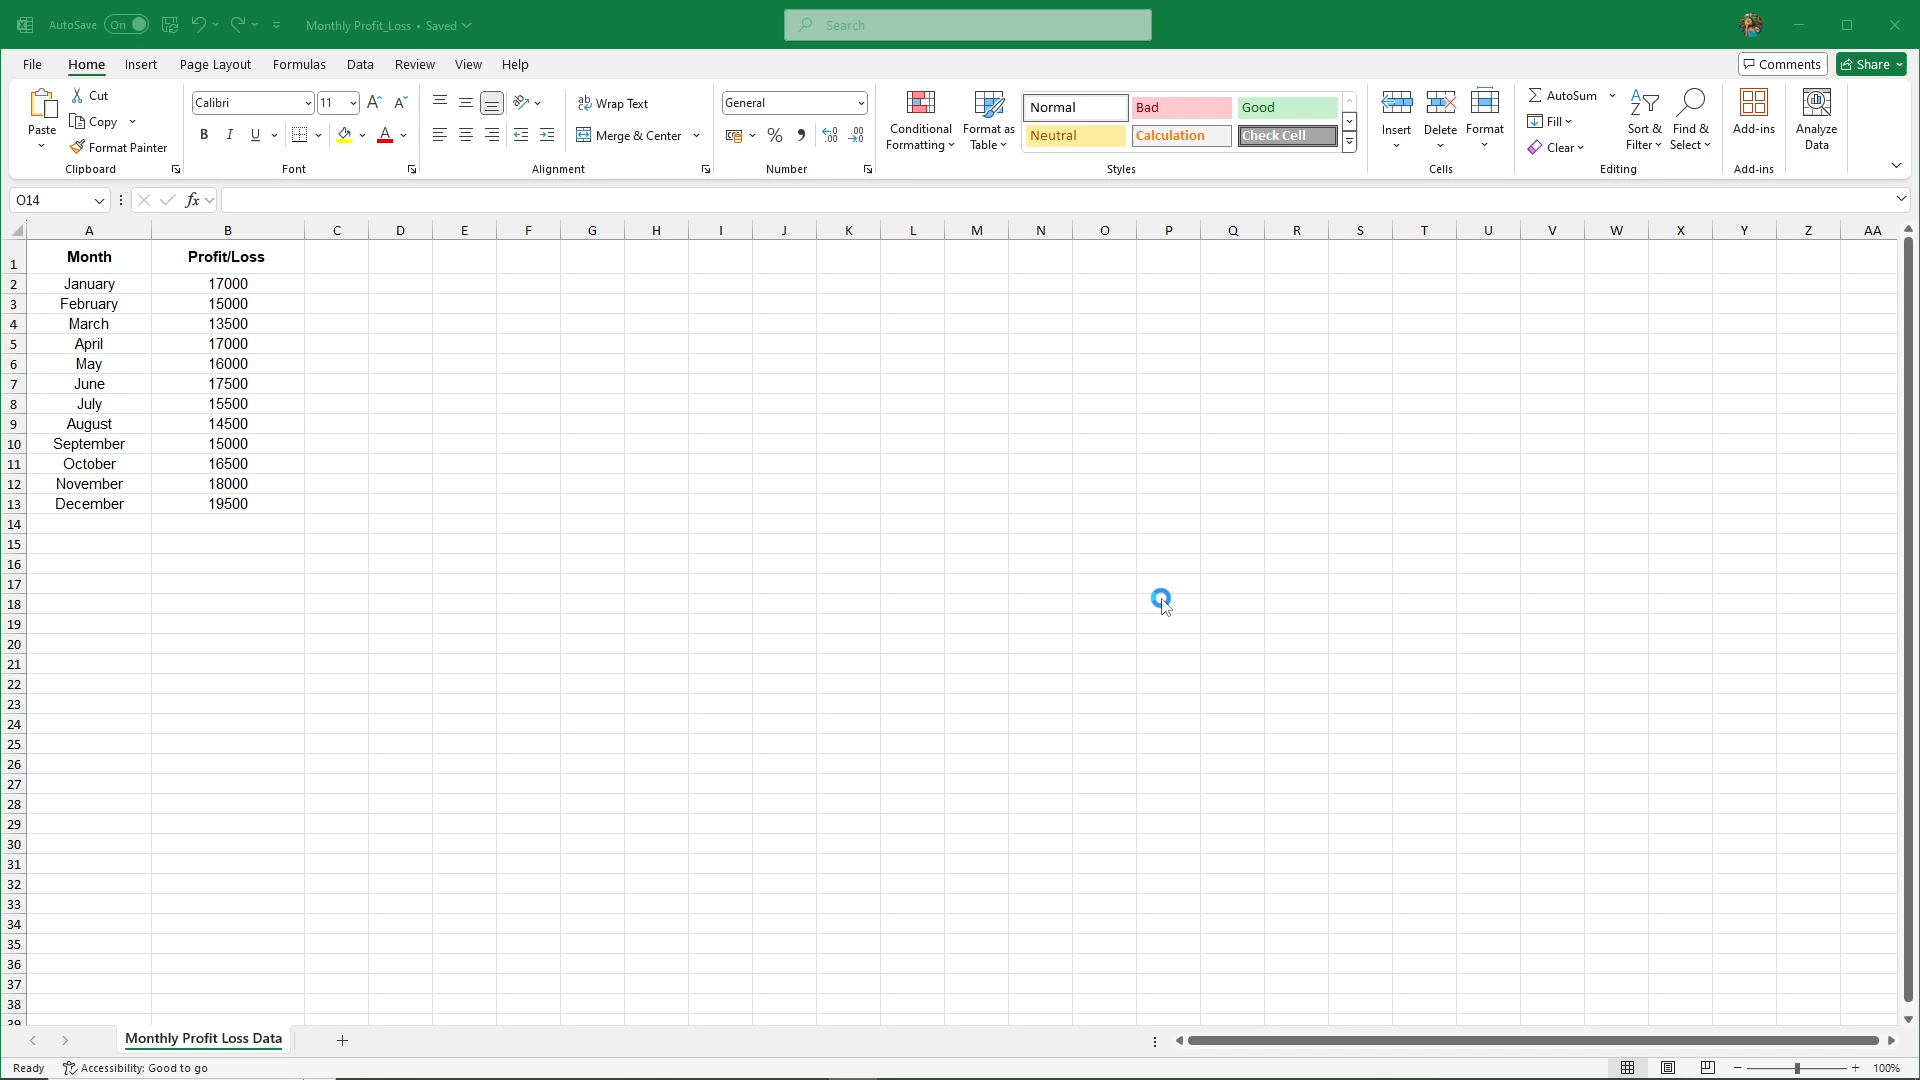 AutoSave On Monthly Profit_Loss • Saved Search
File Home Insert Page Layout Formulas Data Review View Help Comments Share
Paste Cut Copy Format Painter Clipboard
Calibri 11 B I U A Font
Wrap Text Merge & Center Alignment
General % Number
Conditional Formatting Format as Table
Normal Bad Good
Neutral Calculation Check Cell
Styles
Insert Delete Format Cells
AutoSum Fill Clear Sort & Filter Find & Select Editing
Add-ins Add-ins
Analyze Data
O14 fx
A B C D E F G H I J K L M N O P Q R S T U V W X Y Z AA
1 Month Profit/Loss
2 January 17000
3 February 15000
4 March 13500
5 April 17000
6 May 16000
7 June 17500
8 July 15500
9 August 14500
10 September 15000
11 October 16500
12 November 18000
13 December 19500
14
15
16
17
18
19
20
21
22
23
24
25
26
27
28
29
30
31
32
33
34
35
36
37
38
39
Monthly Profit Loss Data
Ready Accessibility: Good to go 100%